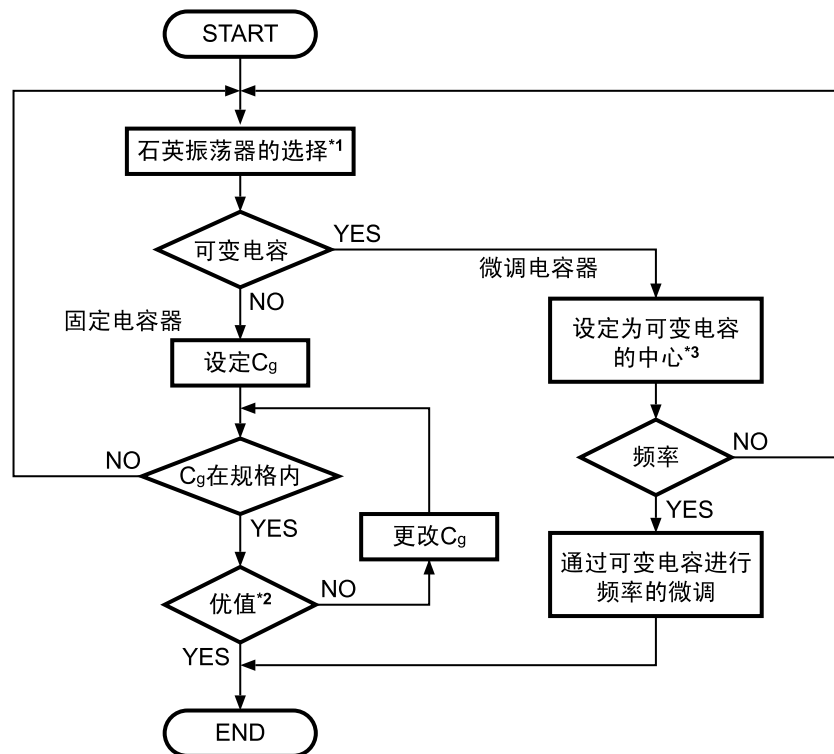 START
石英振荡器的选择*1
可变电容
YES
微调电容器
NO
固定电容器
设定Cg
设定为可变电容
的中心*3
Cg在规格内
NO
YES
频率
NO
YES
更改Cg
优值*2
NO
YES
通过可变电容进行
频率的微调
END